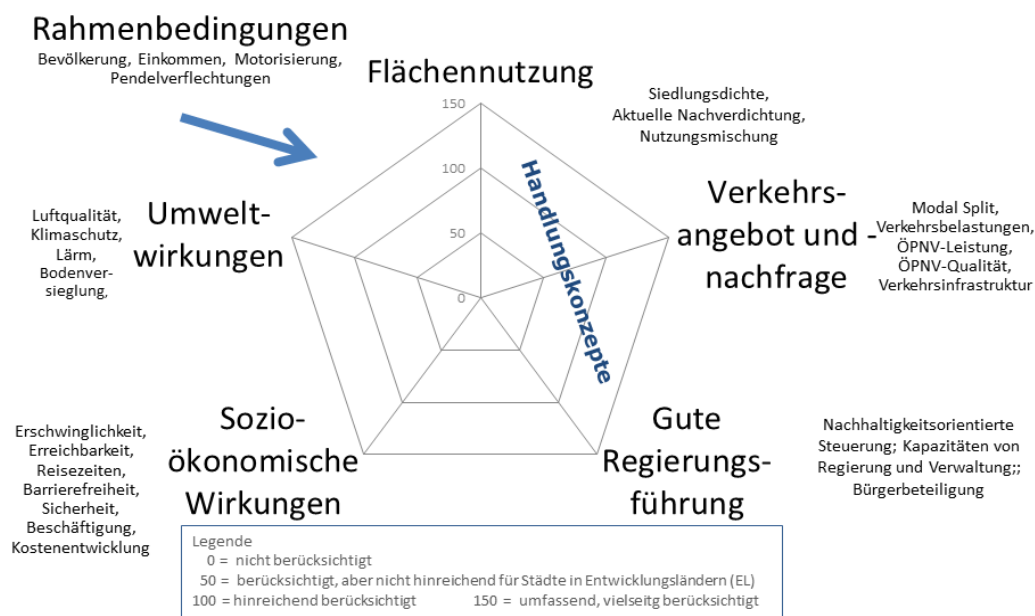 Rahmenbedingungen
Bevölkerung, Einkommen, Motorisierung,
Pendelverflechtungen
Flächennutzung
Siedlungsdichte,
Aktuelle Nachverdichtung,
Nutzungsmischung
150
100
50
0
Handlungskonzepte
Verkehrs-
angebot und -
nachfrage
Modal Split,
Verkehrsbelastungen,
ÖPNV-Leistung,
ÖPNV-Qualität,
Verkehrsinfrastruktur
Luftqualität,
Klimaschutz,
Lärm,
Bodenver-
sieglung,
Umwelt-
wirkungen
Erschwinglichkeit,
Erreichbarkeit,
Reisezeiten,
Barrierefreiheit,
Sicherheit,
Beschäftigung,
Kostenentwicklung
Sozio-
ökonomische
Wirkungen
Gute
Regierungs-
führung
Nachhaltigkeitsorientierte
Steuerung; Kapazitäten von
Regierung und Verwaltung;;
Bürgerbeteiligung
Legende
0 = nicht berücksichtigt
50 = berücksichtigt, aber nicht hinreichend für Städte in Entwicklungsländern (EL)
100 = hinreichend berücksichtigt 150 = umfassend, vielseitg berücksichtigt